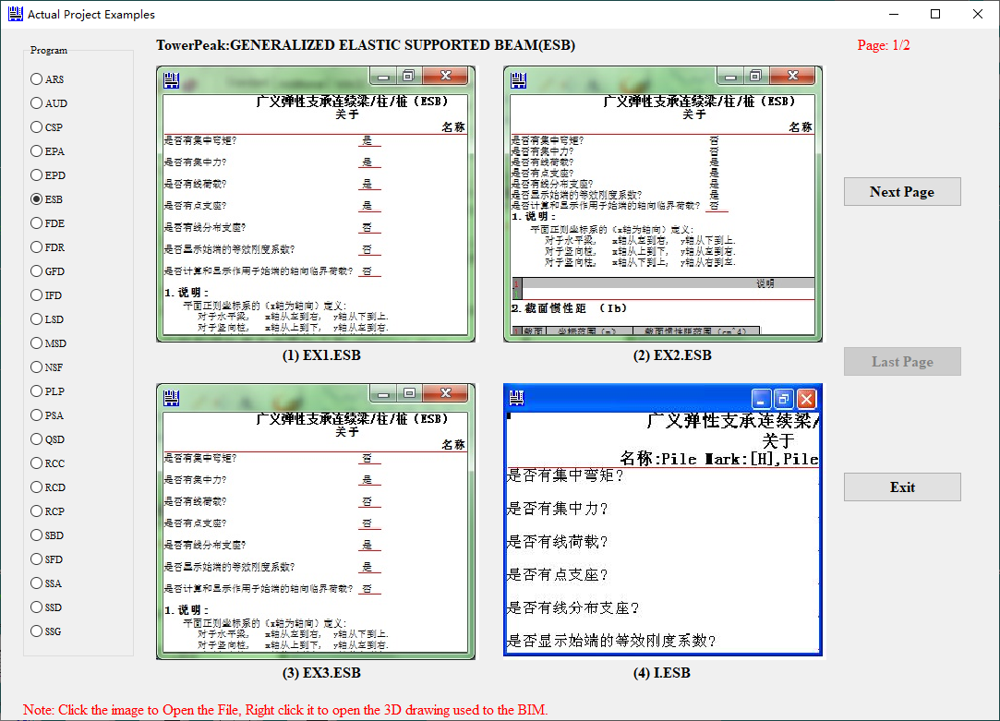 Actual Project Examples
Program
ARS
AUD
CSP
EPA
EPD
ESB
FDE
FDR
GFD
IFD
LSD
MSD
NSF
PLP
PSA
QSD
RCC
RCD
RCP
SBD
SFD
SSA
SSD
SSG
TowerPeak:GENERALIZED ELASTIC SUPPORTED BEAM(ESB)
Page: 1/2
广义弹性支承连续梁/柱/桩（ESB）
关于
名称
是否有集中弯矩? 是
是否有集中力? 是
是否有线荷载? 是
是否有点支座? 是
是否有线分布支座? 否
是否显示始端的等效刚度系数? 否
是否计算和显示作用于始端的轴向临界荷载? 否
1.说明：
平面正则坐标系的（x轴为轴向）定义:
对于水平梁, x轴从左到右, y轴从下到上.
对于竖向桩, x轴从上到下, y轴从左到右.
(1) EX1.ESB
广义弹性支承连续梁/柱/桩（ESB）
关于
名称
是否有集中弯矩? 否
是否有集中力? 否
是否有线荷载? 是
是否有点支座? 是
是否有线分布支座? 是
是否显示始端的等效刚度系数? 是
是否计算和显示作用于始端的轴向临界荷载? 否
1.说明：
平面正则坐标系的（x轴为轴向）定义:
对于水平梁, x轴从左到右, y轴从下到上.
对于竖向桩, x轴从上到下, y轴从左到右.
对于竖向柱, x轴从下到上, y轴从右到左.
说明
2.截面惯性距 （Ib）
截面 坐标范围（m） 截面惯性距范围（cm^4）
(2) EX2.ESB
广义弹性支承连续梁/柱/桩（ESB）
关于
名称
是否有集中弯矩? 否
是否有集中力? 是
是否有线荷载? 否
是否有点支座? 否
是否有线分布支座? 是
是否显示始端的等效刚度系数? 是
是否计算和显示作用于始端的轴向临界荷载? 否
1.说明：
平面正则坐标系的（x轴为轴向）定义:
对于水平梁, x轴从左到右, y轴从下到上.
对于竖向桩, x轴从上到下, y轴从左到右.
(3) EX3.ESB
广义弹性支承连续梁/
关于
名称:Pile Mark:[H],Pile
是否有集中弯矩?
是否有集中力?
是否有线荷载?
是否有点支座?
是否有线分布支座?
是否显示始端的等效刚度系数?
(4) I.ESB
Next Page
Last Page
Exit
Note: Click the image to Open the File, Right click it to open the 3D drawing used to the BIM.